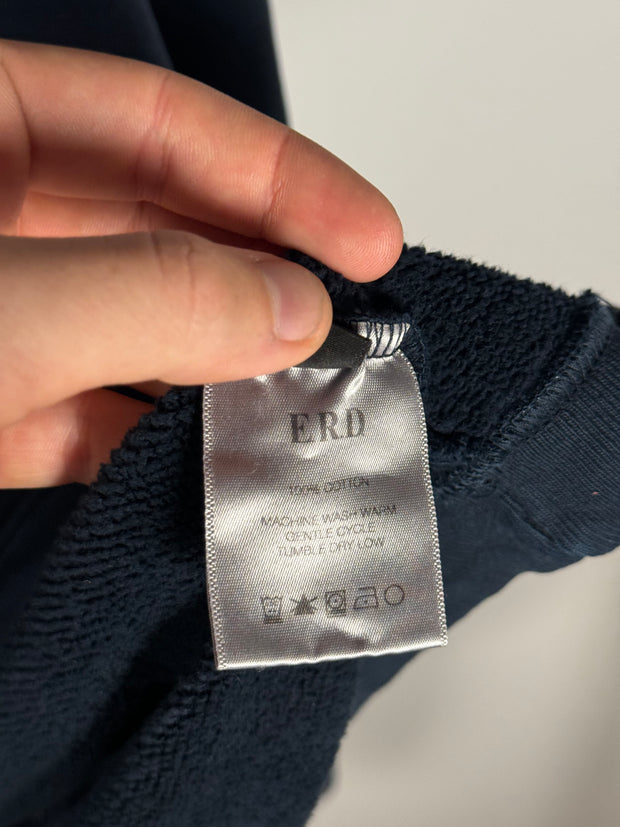 ERD
100% COTTON
MACHINE WASH WARM
GENTLE CYCLE
TUMBLE DRY LOW